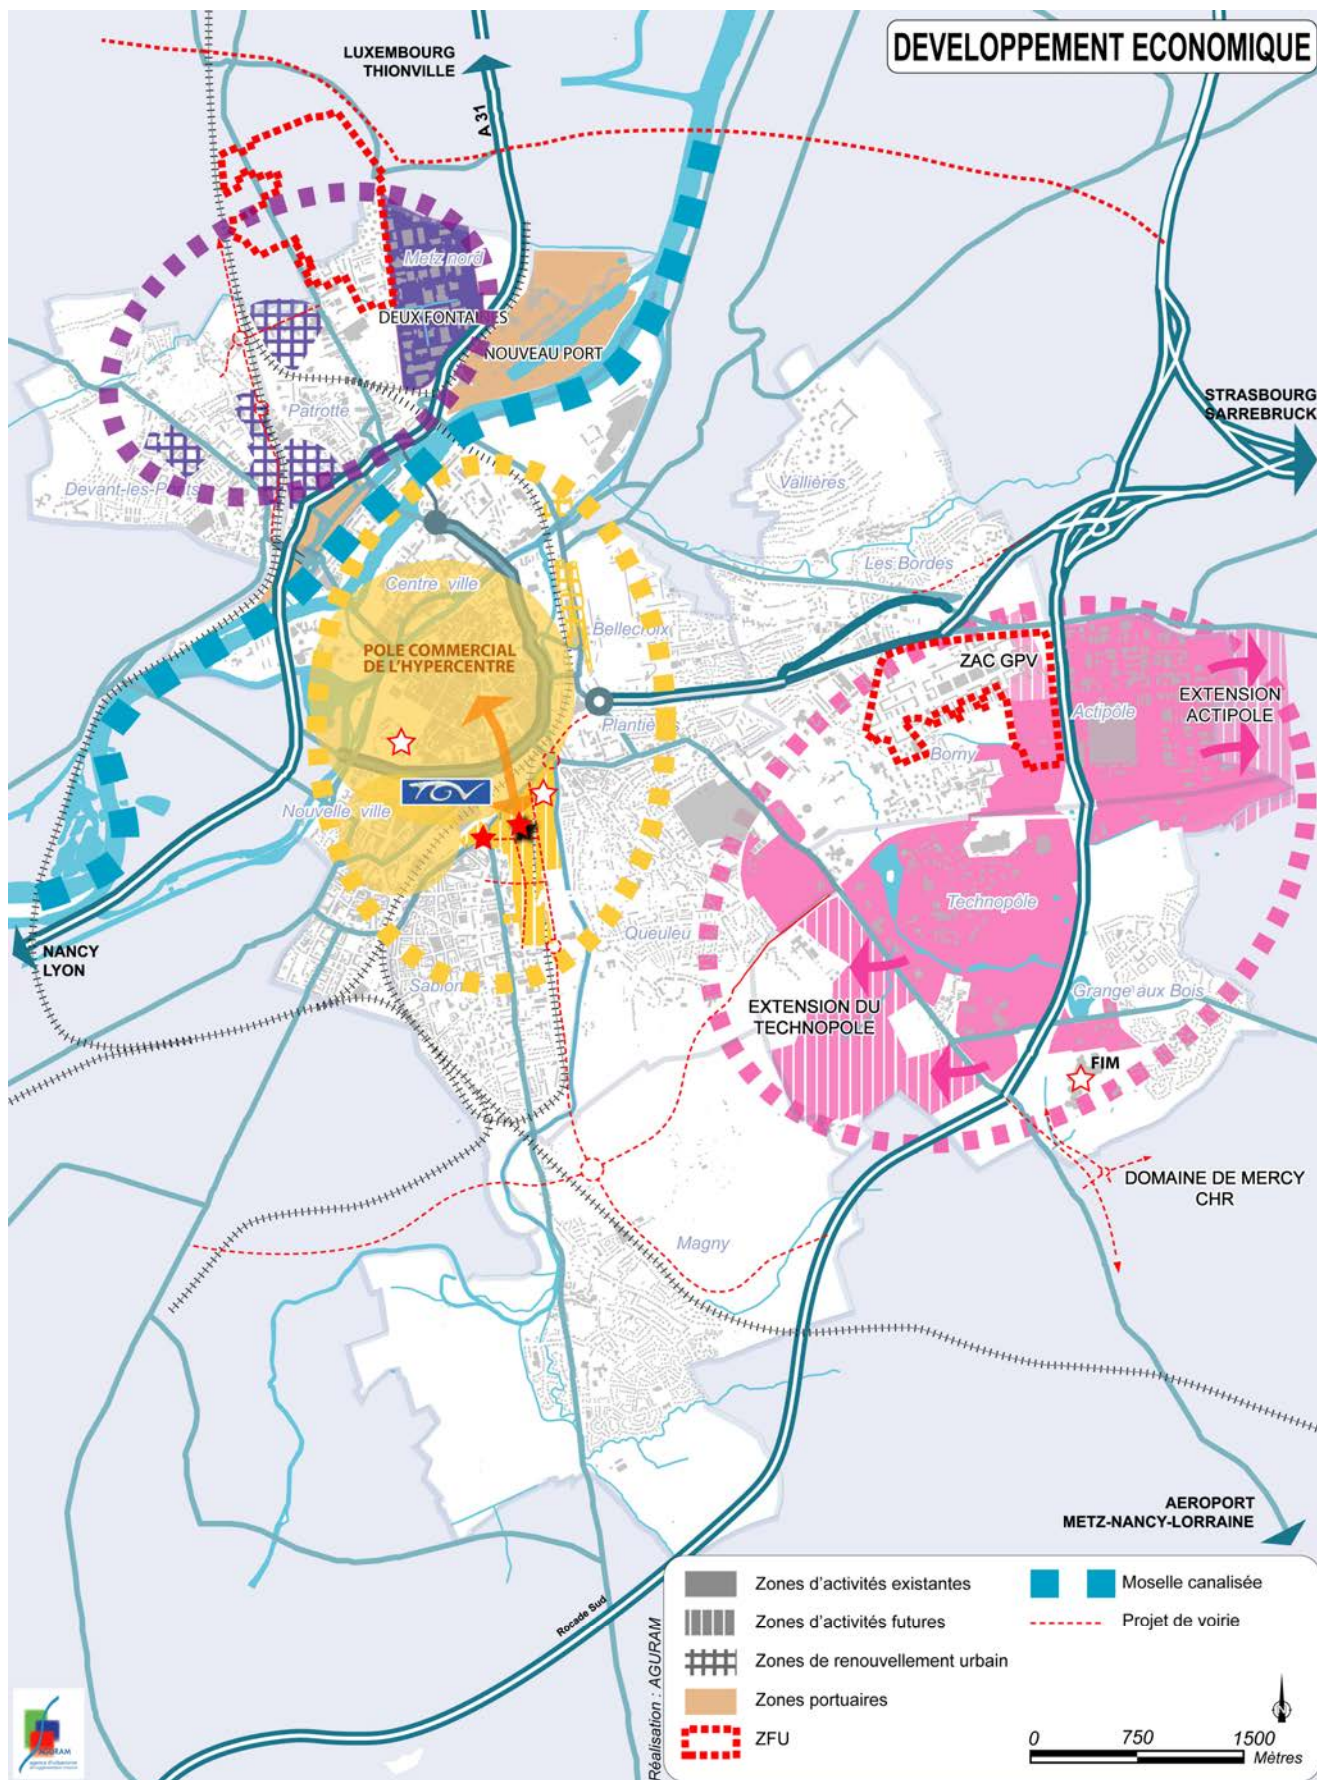 DEVELOPPEMENT ECONOMIQUE
LUXEMBOURG
THIONVILLE
A 31
Metz nord
DEUX FONTAINES
NOUVEAU PORT
Patrotte
Devant-les-Ponts
STRASBOURG
SARREBRUCK
Vallières
Les Bordes
Centre ville
Bellecroix
POLE COMMERCIAL
DE L'HYPERCENTRE
ZAC GPV
EXTENSION
ACTIPOLE
Actipôle
Plantières
Borny
TGV
Nouvelle ville
Technopôle
Queuleu
NANCY
LYON
Sablon
Grange aux Bois
EXTENSION DU
TECHNOPOLE
FIM
DOMAINE DE MERCY
CHR
Magny
AEROPORT
METZ-NANCY-LORRAINE
Rocade Sud
Réalisation : AGURAM
Zones d'activités existantes
Zones d'activités futures
Zones de renouvellement urbain
Zones portuaires
ZFU
Moselle canalisée
Projet de voirie
N
0 750 1500
Mètres
AGURAM
agence d'urbanisme